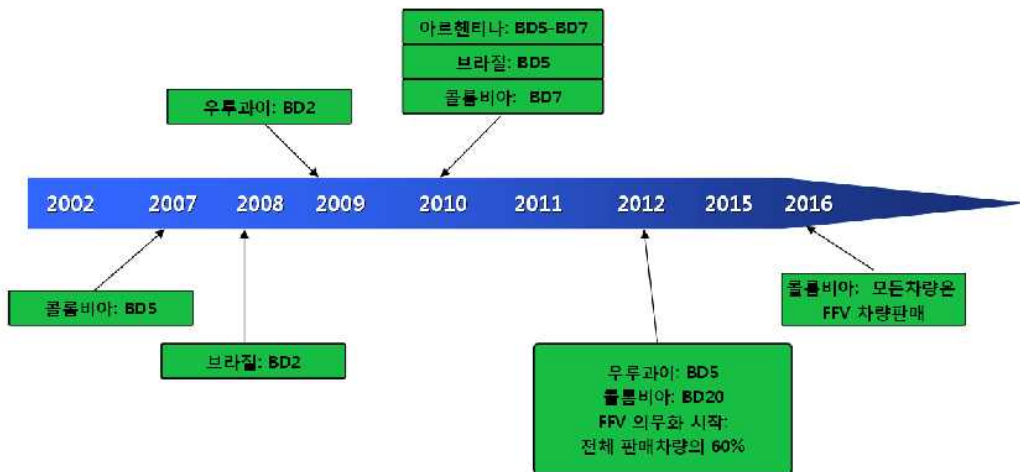 아르헨티나: BD5-BD7
브라질: BD5
콜롬비아: BD7
우루과이: BD2
2002 2007 2008 2009 2010 2011 2012 2015 2016
콜롬비아: BD5
브라질: BD2
우루과이: BD5
콜롬비아: BD20
FFV 의무화 시작:
전체 판매차량의 60%
콜롬비아: 모든차량은
FFV 차량판매